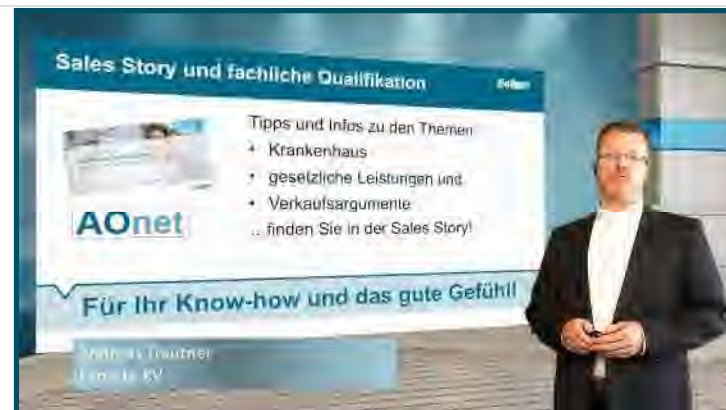 Sales Story und fachliche Qualifikation
Tipps und Infos zu den Themen
• Krankenhaus
• gesetzliche Leistungen und
• Verkaufsargumente
... finden Sie in der Sales Story!
AOnet
Für Ihr Know-how und das gute Gefühl!
KV